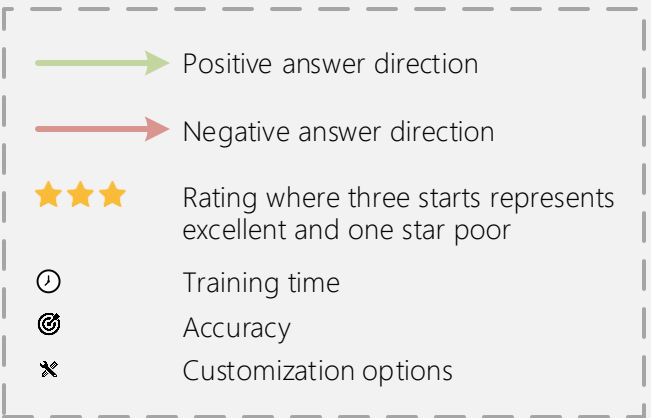 Positive answer direction
Negative answer direction
Rating where three starts represents
excellent and one star poor
Training time
Accuracy
Customization options